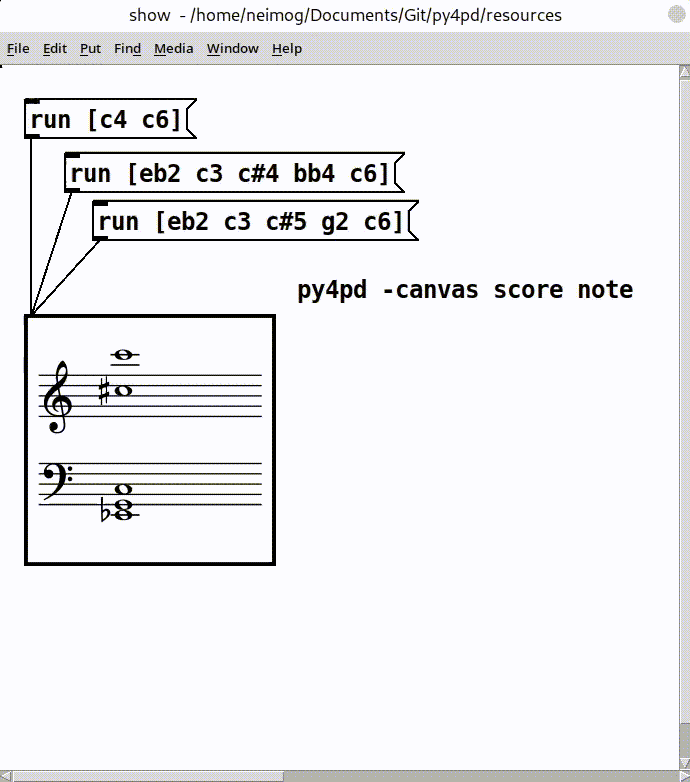 show - /home/neimog/Documents/Git/py4pd/resources
File Edit Put Find Media Window Help
run [c4 c6]
run [eb2 c3 c#4 bb4 c6]
run [eb2 c3 c#5 g2 c6]
py4pd -canvas score note